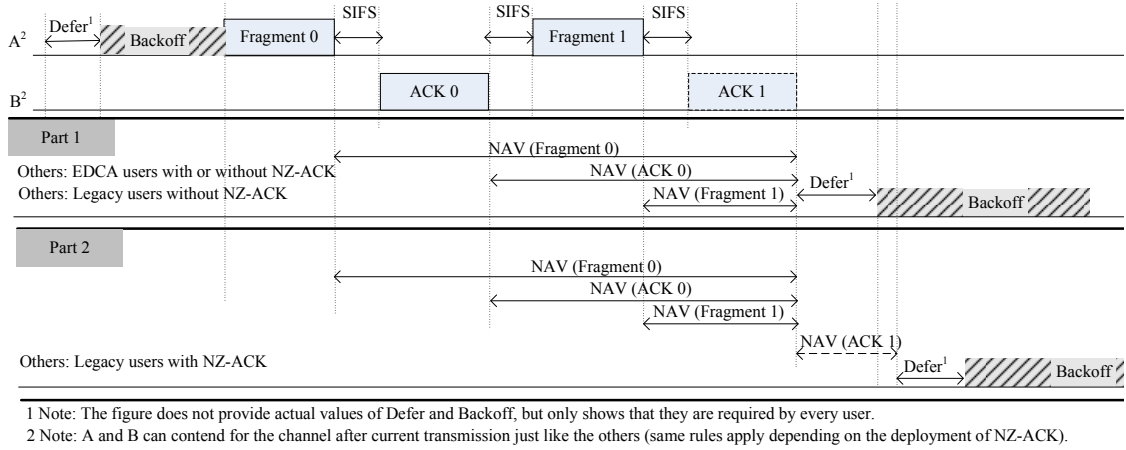 SIFS SIFS SIFS
A2 Defer1 Backoff Fragment 0 Fragment 1
B2 ACK 0 ACK 1
Part 1
NAV (Fragment 0)
Others: EDCA users with or without NZ-ACK
NAV (ACK 0)
Others: Legacy users without NZ-ACK
NAV (Fragment 1)
Defer1
Backoff
Part 2
NAV (Fragment 0)
NAV (ACK 0)
NAV (Fragment 1)
NAV (ACK 1)
Others: Legacy users with NZ-ACK
Defer1
Backoff
1 Note: The figure does not provide actual values of Defer and Backoff, but only shows that they are required by every user.
2 Note: A and B can contend for the channel after current transmission just like the others (same rules apply depending on the deployment of NZ-ACK).